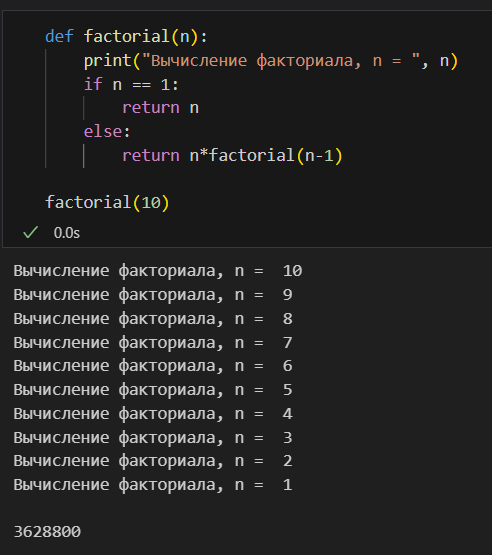 def factorial(n):
    print("Вычисление факториала, n = ", n)
    if n == 1:
        return n
    else:
        return n*factorial(n-1)

factorial(10)
0.0s
Вычисление факториала, n =  10
Вычисление факториала, n =  9
Вычисление факториала, n =  8
Вычисление факториала, n =  7
Вычисление факториала, n =  6
Вычисление факториала, n =  5
Вычисление факториала, n =  4
Вычисление факториала, n =  3
Вычисление факториала, n =  2
Вычисление факториала, n =  1

3628800